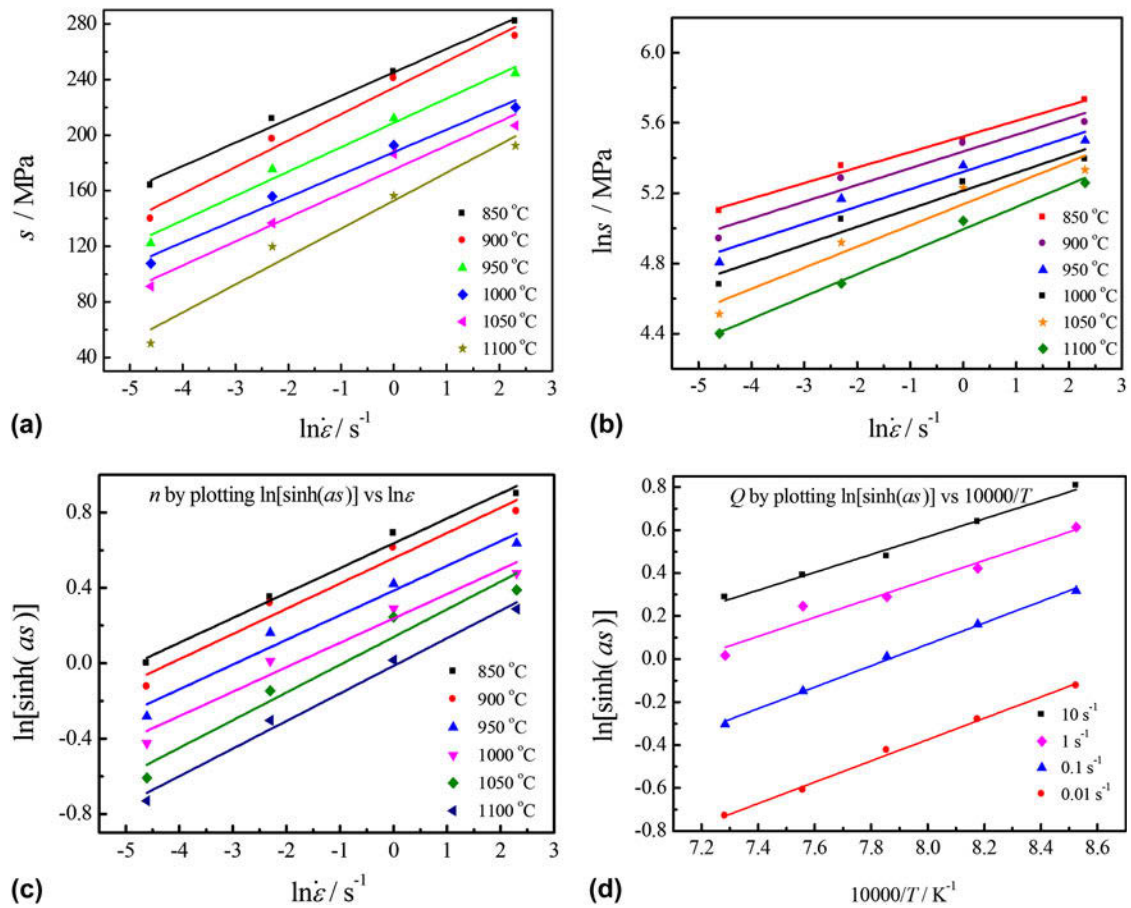 280
240
200
160
120
80
40
s / MPa
850 °C
900 °C
950 °C
1000 °C
1050 °C
1100 °C
-5 -4 -3 -2 -1 0 1 2 3
(a)
lnε̇ / s⁻¹
6.0
5.6
5.2
4.8
4.4
lns / MPa
850 °C
900 °C
950 °C
1000 °C
1050 °C
1100 °C
-5 -4 -3 -2 -1 0 1 2 3
(b)
lnε̇ / s⁻¹
n by plotting ln[sinh(as)] vs lnε
0.8
0.4
0.0
-0.4
-0.8
ln[sinh(as)]
850 °C
900 °C
950 °C
1000 °C
1050 °C
1100 °C
-5 -4 -3 -2 -1 0 1 2 3
(c)
lnε̇ / s⁻¹
Q by plotting ln[sinh(as)] vs 10000/T
0.8
0.6
0.4
0.2
0.0
-0.2
-0.4
-0.6
-0.8
ln[sinh(as)]
10 s⁻¹
1 s⁻¹
0.1 s⁻¹
0.01 s⁻¹
7.2 7.4 7.6 7.8 8.0 8.2 8.4 8.6
(d)
10000/T / K⁻¹